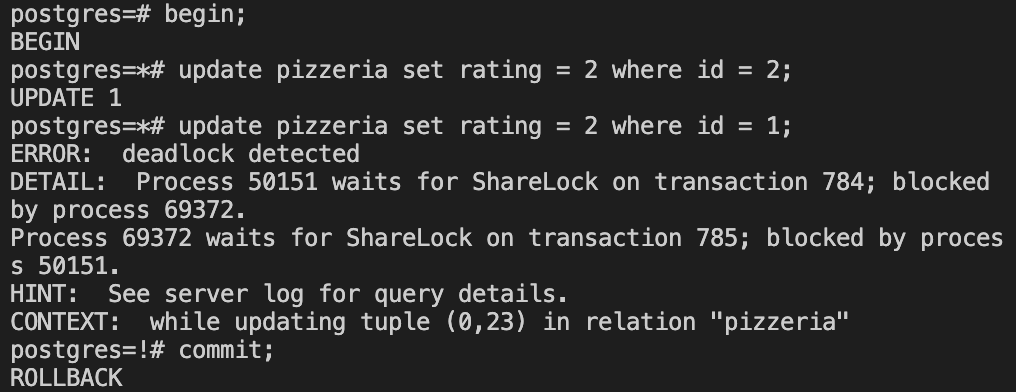 postgres=# begin;
BEGIN
postgres=*# update pizzeria set rating = 2 where id = 2;
UPDATE 1
postgres=*# update pizzeria set rating = 2 where id = 1;
ERROR:  deadlock detected
DETAIL:  Process 50151 waits for ShareLock on transaction 784; blocked
by process 69372.
Process 69372 waits for ShareLock on transaction 785; blocked by proces
s 50151.
HINT:  See server log for query details.
CONTEXT:  while updating tuple (0,23) in relation "pizzeria"
postgres=!# commit;
ROLLBACK